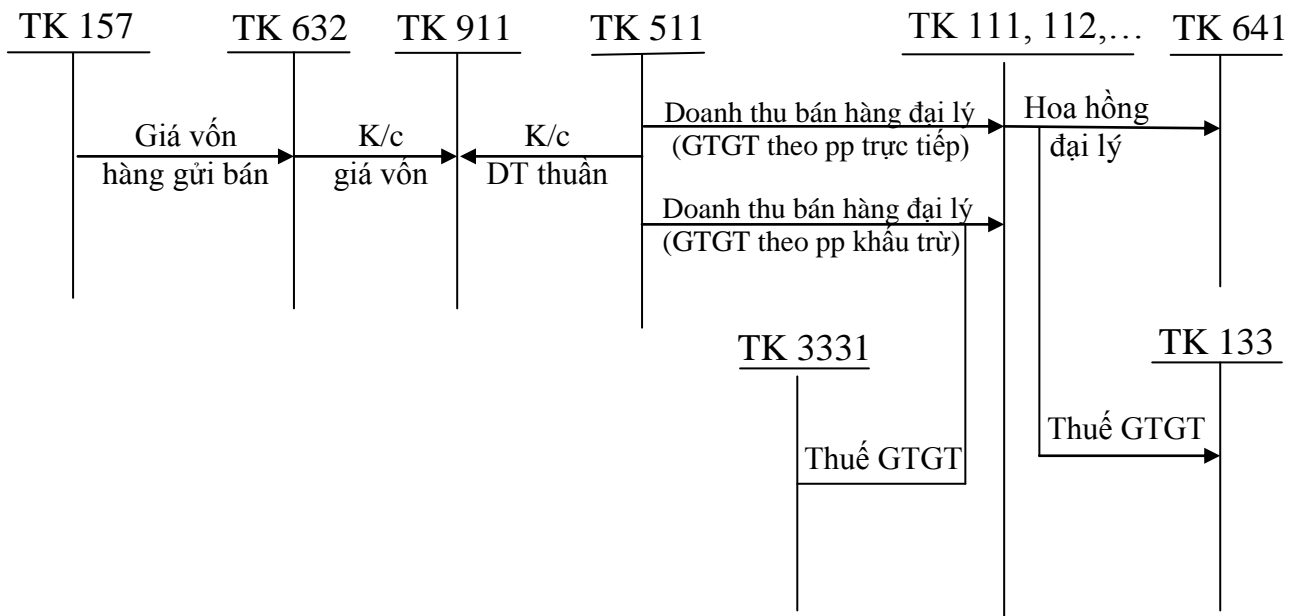 TK 157
TK 632
TK 911
TK 511
TK 111, 112,…
TK 641
Giá vốn
hàng gửi bán
K/c
giá vốn
K/c
DT thuần
Doanh thu bán hàng đại lý
(GTGT theo pp trực tiếp)
Hoa hồng
đại lý
Doanh thu bán hàng đại lý
(GTGT theo pp khấu trừ)
TK 3331
TK 133
Thuế GTGT
Thuế GTGT